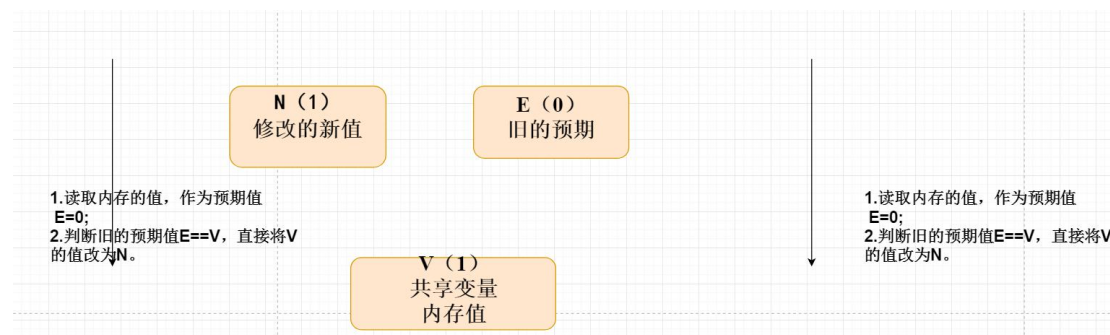 N（1）
修改的新值
E（0）
旧的预期
1.读取内存的值，作为预期值
E=0;
2.判断旧的预期值E==V，直接将V
的值改为N。
V（1）
共享变量
内存值
1.读取内存的值，作为预期值
E=0;
2.判断旧的预期值E==V，直接将V
的值改为N。